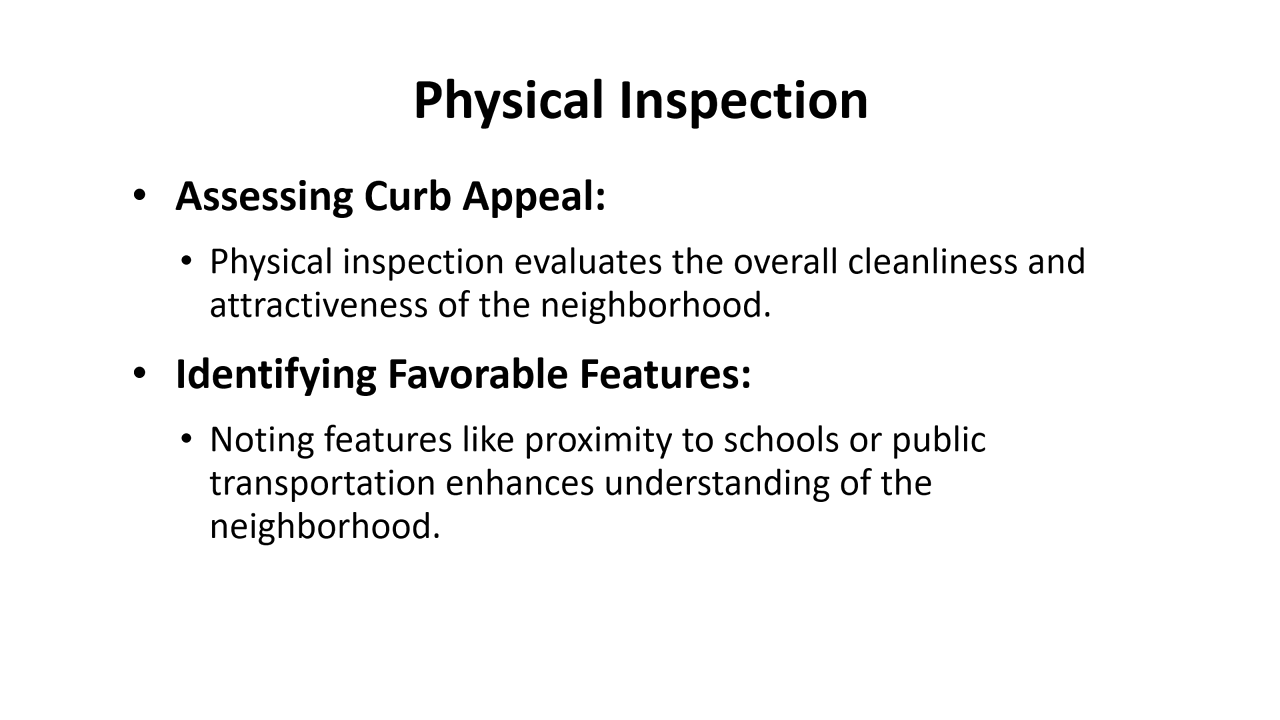 Physical Inspection
• Assessing Curb Appeal:
• Physical inspection evaluates the overall cleanliness and
attractiveness of the neighborhood.
• Identifying Favorable Features:
• Noting features like proximity to schools or public
transportation enhances understanding of the
neighborhood.